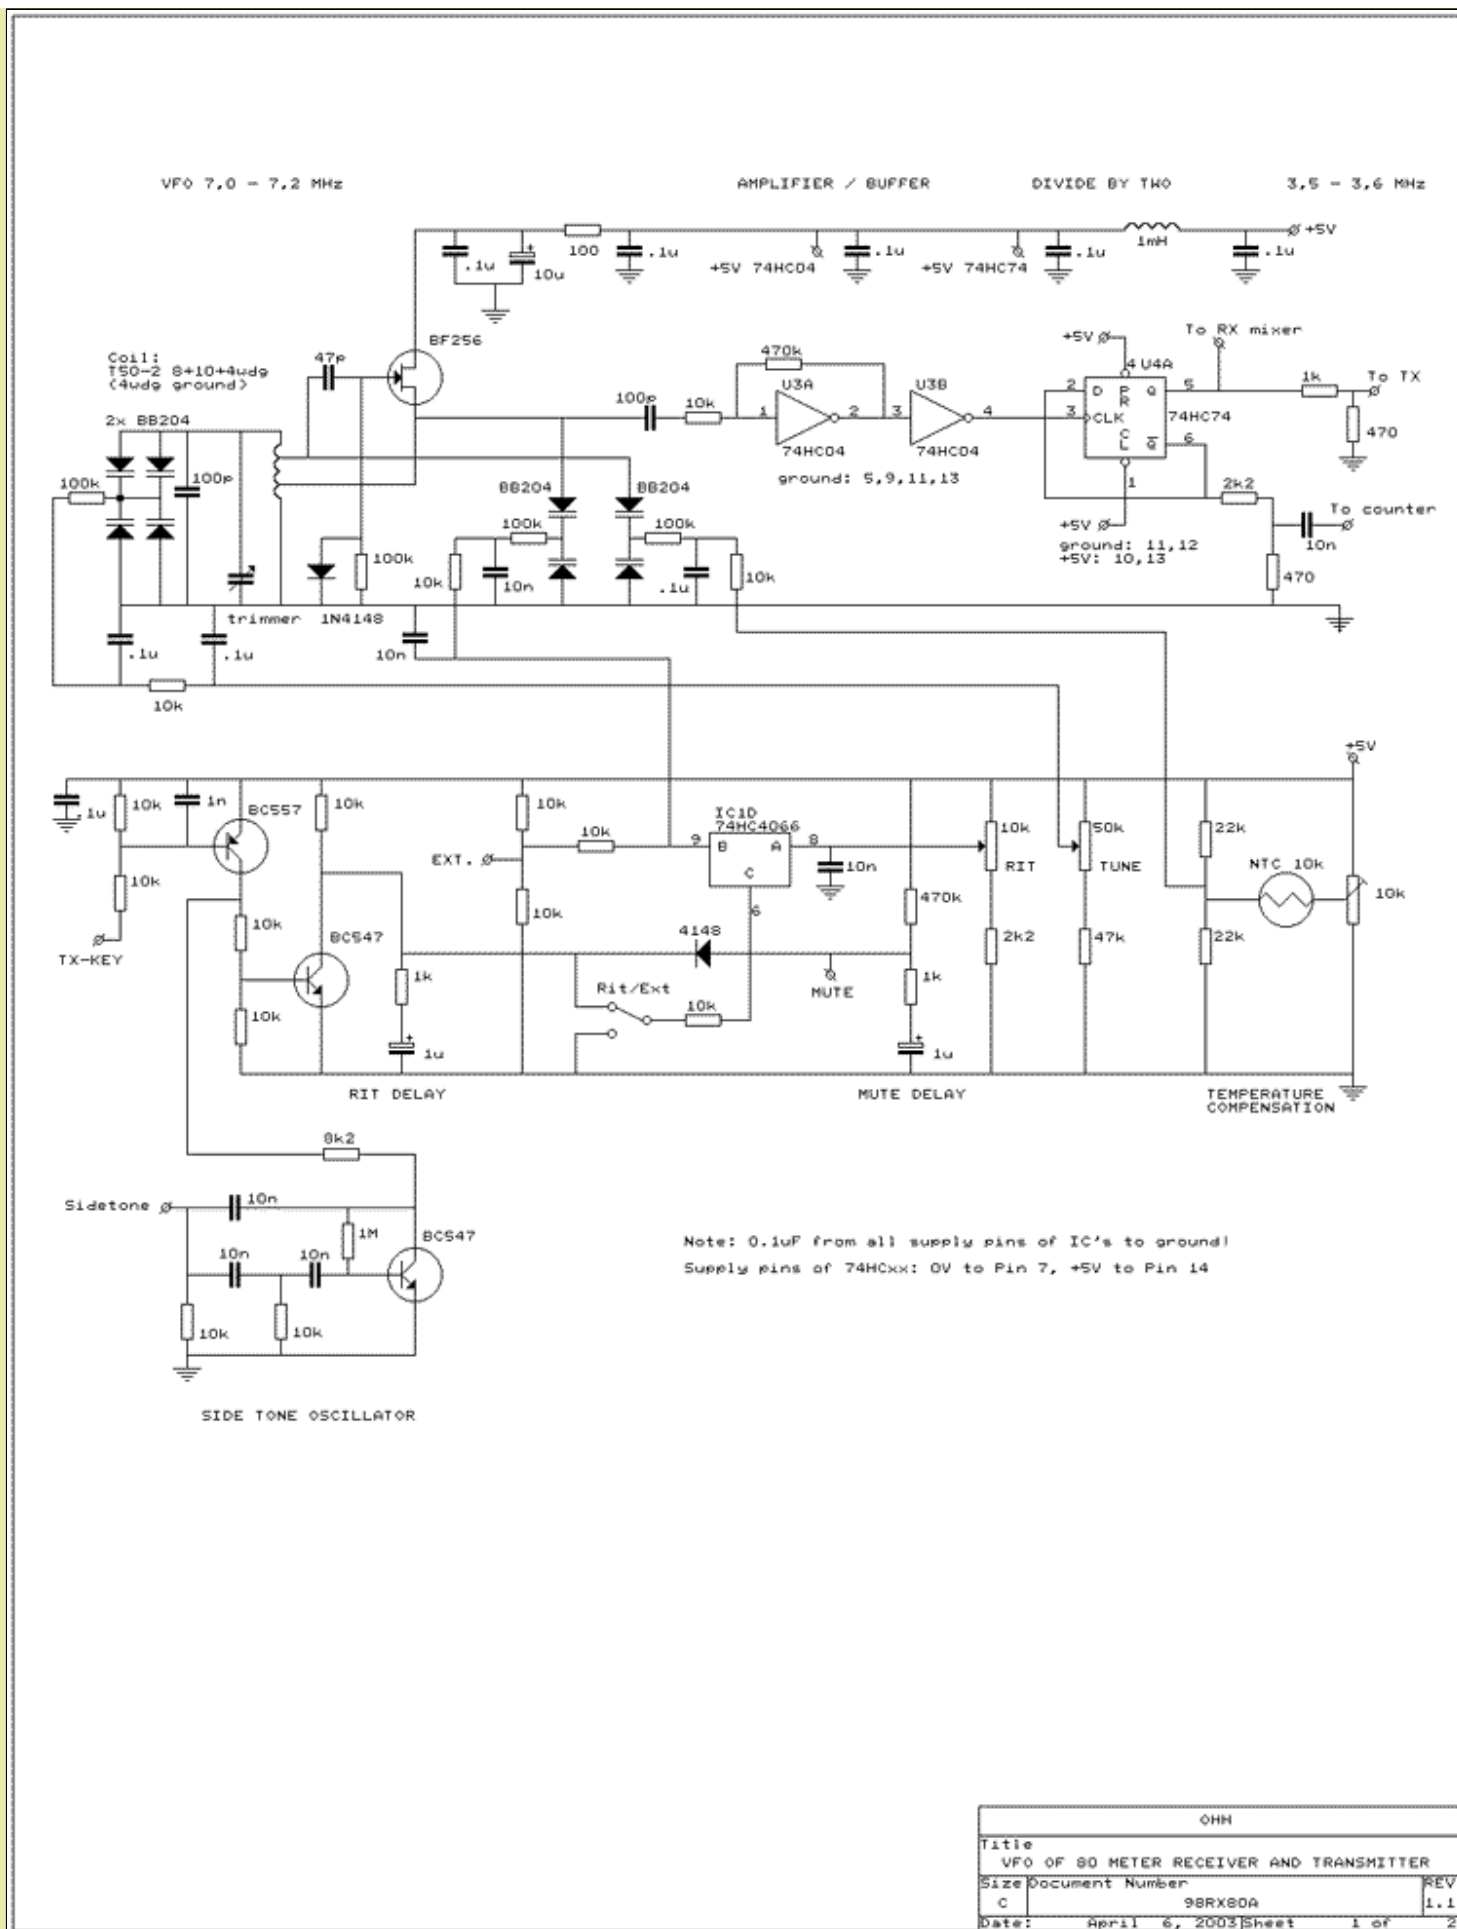 VFO 7,0 - 7,2 MHz
AMPLIFIER / BUFFER
DIVIDE BY TWO
3,5 - 3,6 MHz
100
.1u
10u
.1u
+5V 74HC04
.1u
+5V 74HC74
.1u
1mH
+5V
.1u
BF256
Coil:
T50-2 8+10+4wdg
(4wdg ground)
47p
2x BB204
100k
100p
trimmer
1N4148
100k
100p
10k
470k
U3A
1
2
74HC04
U3B
3
4
74HC04
ground: 5,9,11,13
+5V
4
U4A
To RX mixer
2
D
PR
Q
5
3
CLK
74HC74
CL
Q
6
1
+5V
ground: 11,12
+5V: 10,13
1k
To TX
470
2k2
To counter
10n
470
BB204
BB204
100k
100k
10k
10n
.1u
10k
.1u
.1u
10n
10k
+5V
.1u
10k
1n
BC557
10k
10k
TX-KEY
10k
BC547
10k
1k
1u
RIT DELAY
10k
EXT.
10k
10k
IC1D
74HC4066
9
B
A
8
C
6
10n
4148
Rit/Ext
10k
MUTE
470k
1k
1u
MUTE DELAY
10k
RIT
2k2
50k
TUNE
47k
22k
NTC 10k
10k
22k
TEMPERATURE
COMPENSATION
8k2
Sidetone
10n
1M
BC547
10n
10n
10k
10k
SIDE TONE OSCILLATOR
Note: 0.1uF from all supply pins of IC's to ground!
Supply pins of 74HCxx: 0V to Pin 7, +5V to Pin 14
OHN
Title
VFO OF 80 METER RECEIVER AND TRANSMITTER
Size
Document Number
REV
C
98RX80A
1.1
Date:
April 6, 2003
Sheet
1 of 2